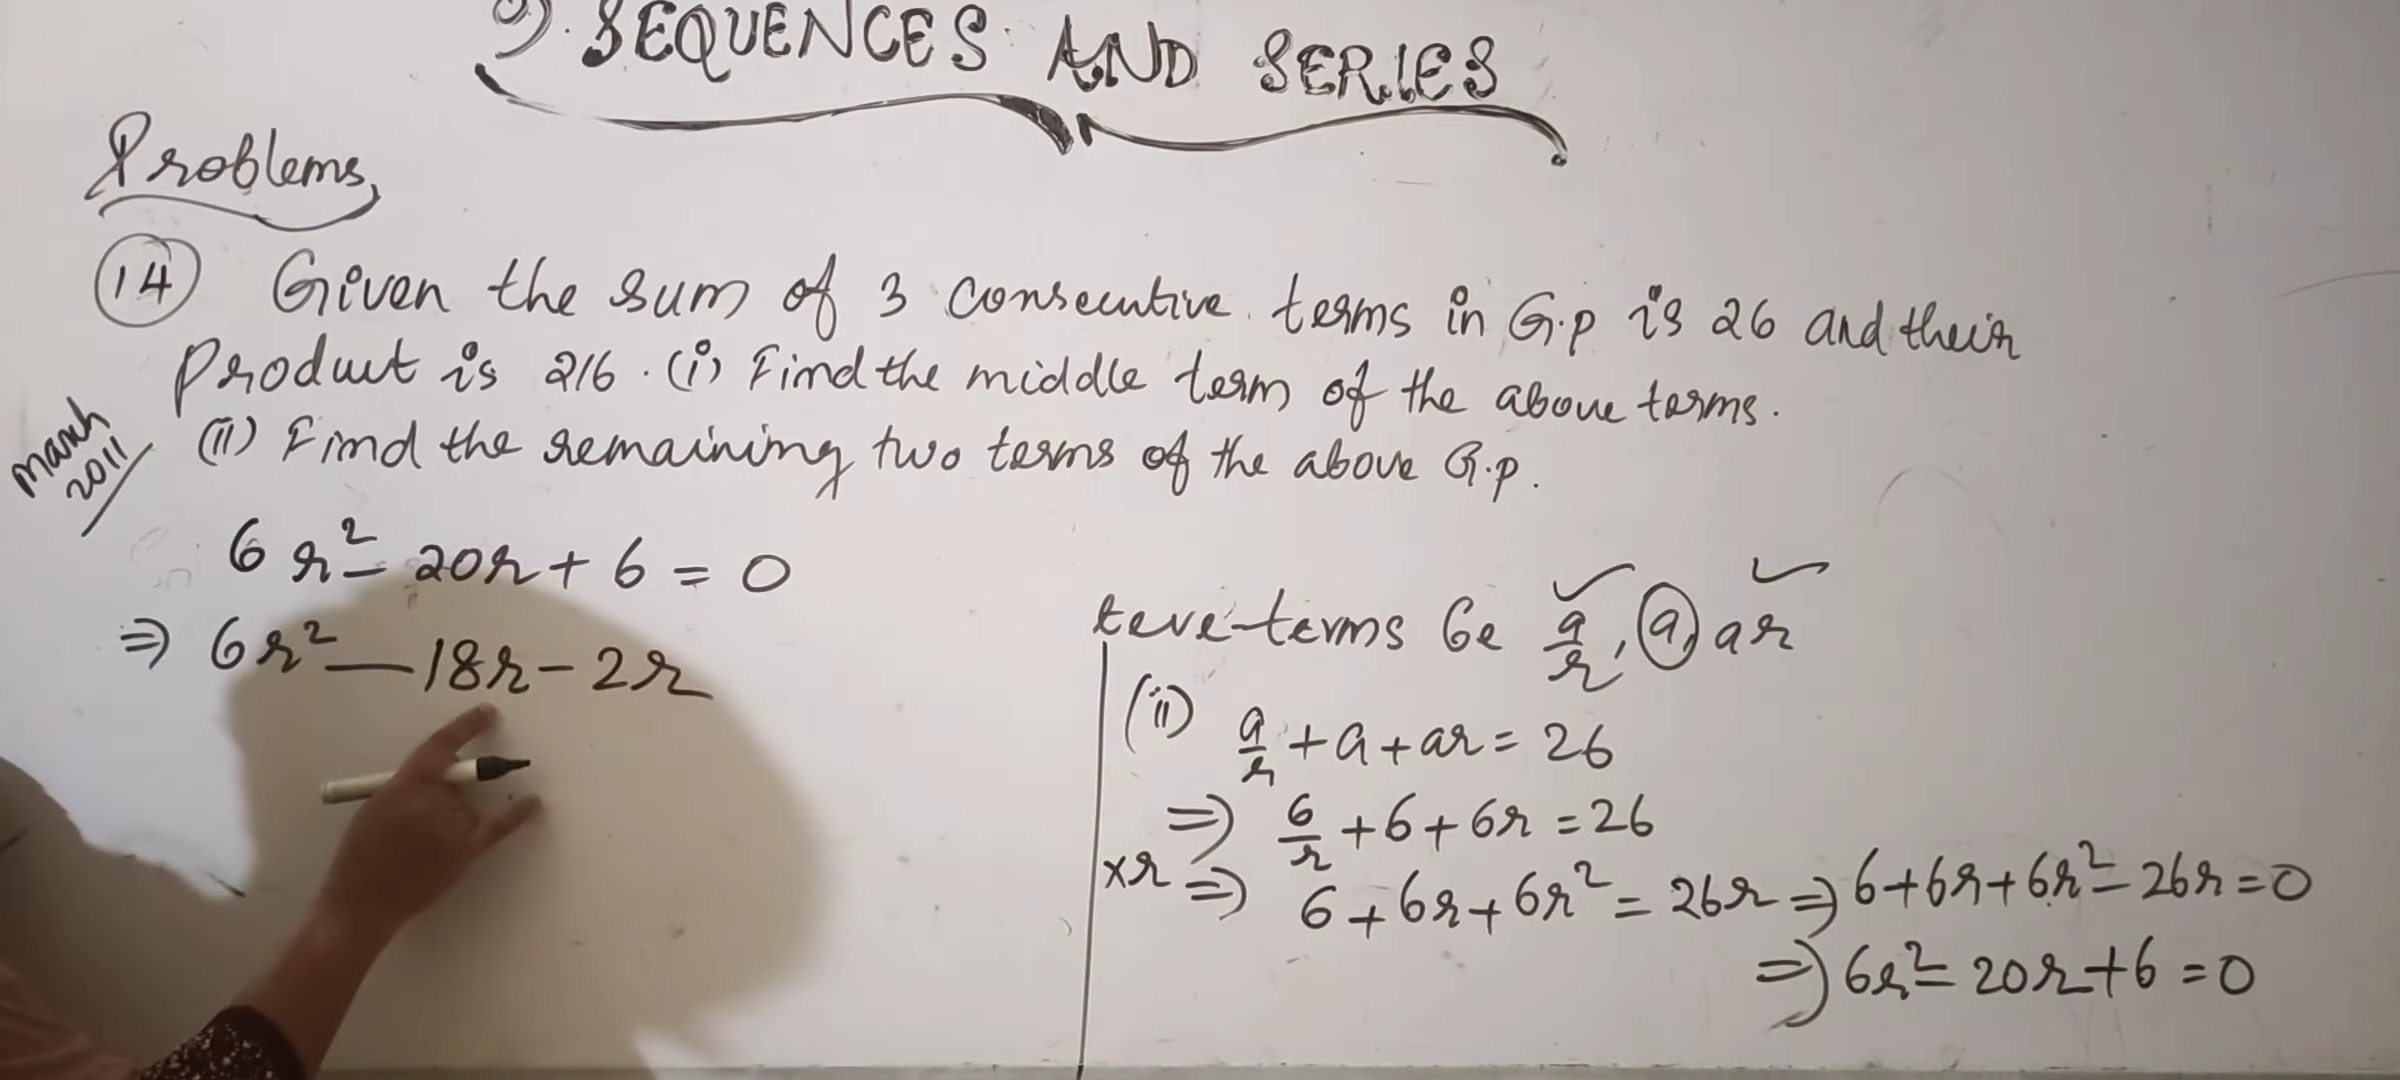 SEQUENCES AND SERIES
Problems,
14 Given the sum of 3 consecutive terms in G.p is 26 and their
Product is 216. (i) Find the middle term of the above terms.
March 2011
(ii) Find the remaining two terms of the above G.p.
6r² - 20r + 6 = 0
⇒ 6r² - 18r - 2r
terms be a/r, a, ar
(ii) a/r + a + ar = 26
⇒ 6/r + 6 + 6r = 26
×r ⇒ 6 + 6r + 6r² = 26r ⇒ 6 + 6r + 6r² - 26r = 0
⇒ 6r² - 20r + 6 = 0